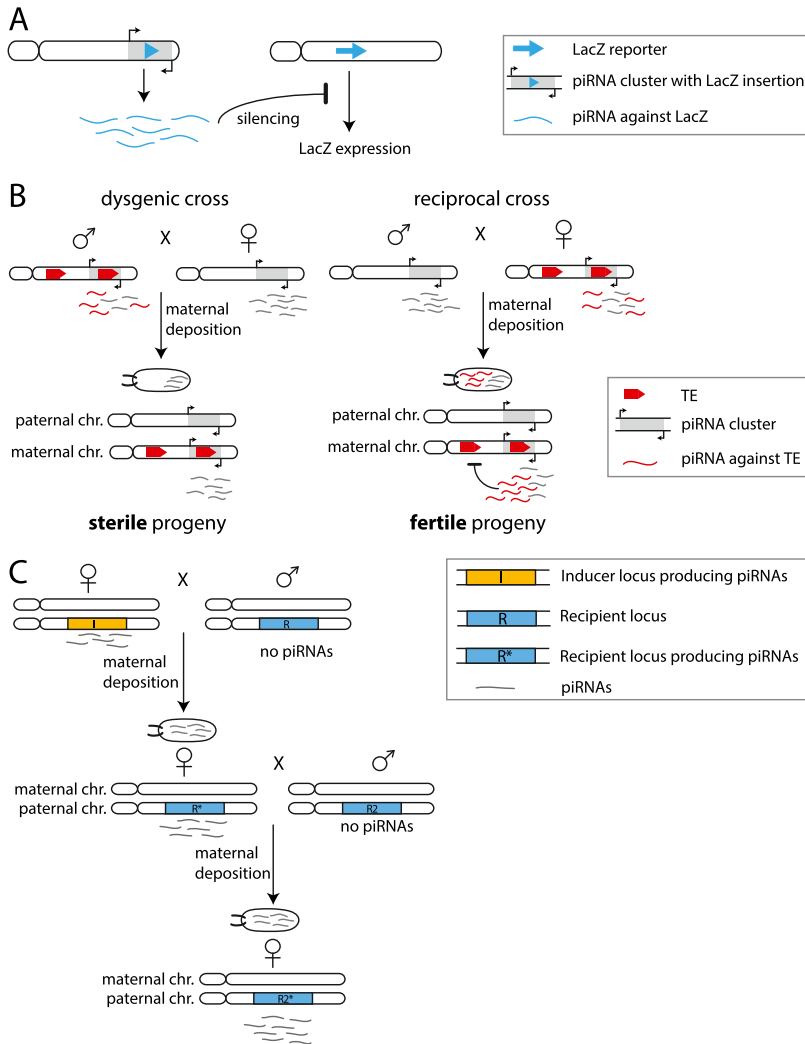 A
silencing
LacZ expression
LacZ reporter
piRNA cluster with LacZ insertion
piRNA against LacZ
B
dysgenic cross
reciprocal cross
X
X
maternal
deposition
maternal
deposition
paternal chr.
maternal chr.
paternal chr.
maternal chr.
sterile progeny
fertile progeny
TE
piRNA cluster
piRNA against TE
C
X
I
R
no piRNAs
maternal
deposition
Inducer locus producing piRNAs
R
Recipient locus
R*
Recipient locus producing piRNAs
piRNAs
I
X
maternal chr.
paternal chr.
R*
R2
no piRNAs
maternal
deposition
maternal chr.
paternal chr.
R2*